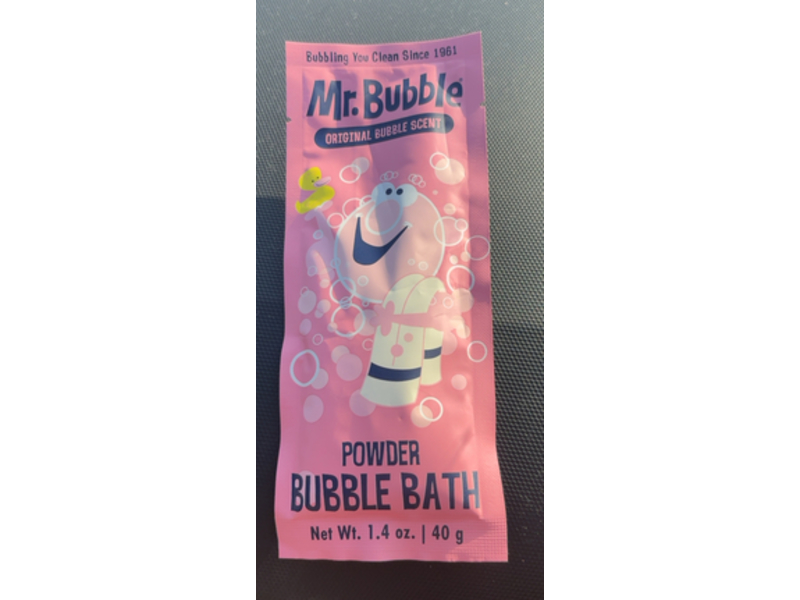 Bubbling You Clean Since 1961
Mr. Bubble
ORIGINAL BUBBLE SCENT
POWDER
BUBBLE BATH
Net Wt. 1.4 oz. | 40 g